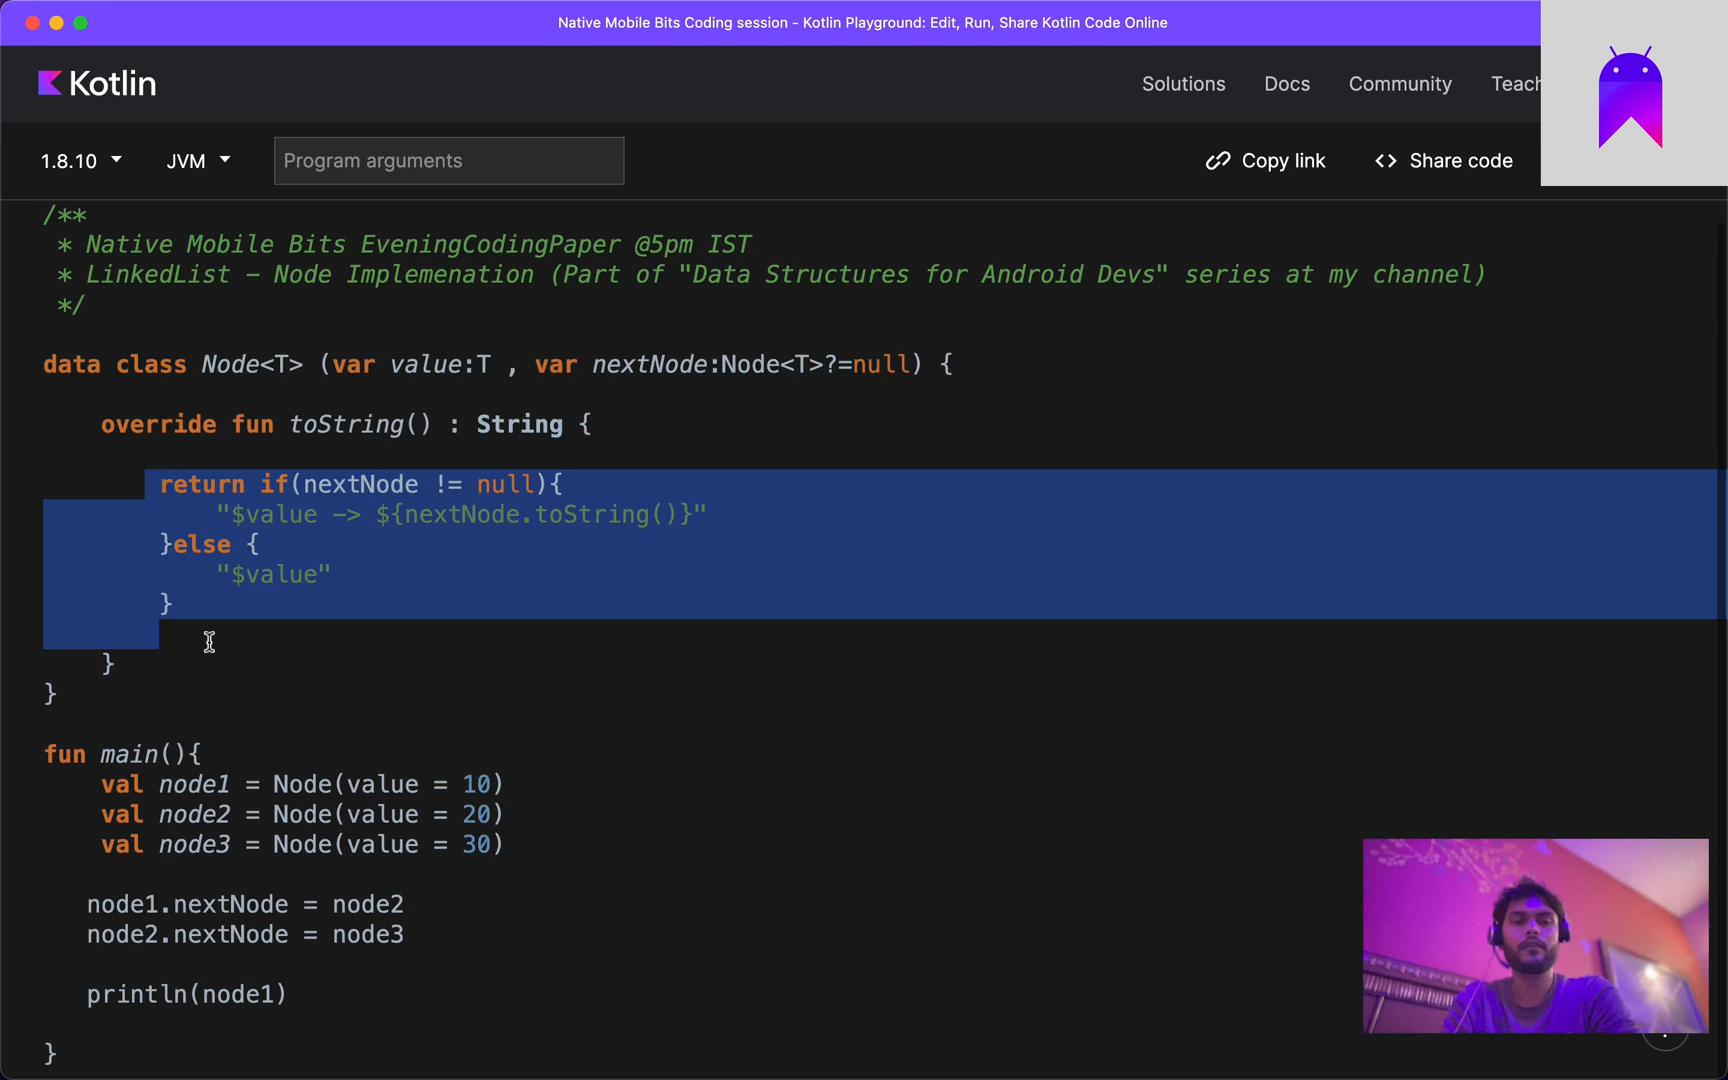 Native Mobile Bits Coding session - Kotlin Playground: Edit, Run, Share Kotlin Code Online
Kotlin
Solutions
Docs
Community
Teach
1.8.10
JVM
Program arguments
Copy link
<> Share code
/**
* Native Mobile Bits EveningCodingPaper @5pm IST
* LinkedList – Node Implemenation (Part of "Data Structures for Android Devs" series at my channel)
*/
data class Node<T> (var value:T , var nextNode:Node<T>?=null) {
override fun toString() : String {
return if(nextNode != null){
"$value –> ${nextNode.toString()}"
}else {
"$value"
}
}
}
fun main(){
val node1 = Node(value = 10)
val node2 = Node(value = 20)
val node3 = Node(value = 30)
node1.nextNode = node2
node2.nextNode = node3
println(node1)
}